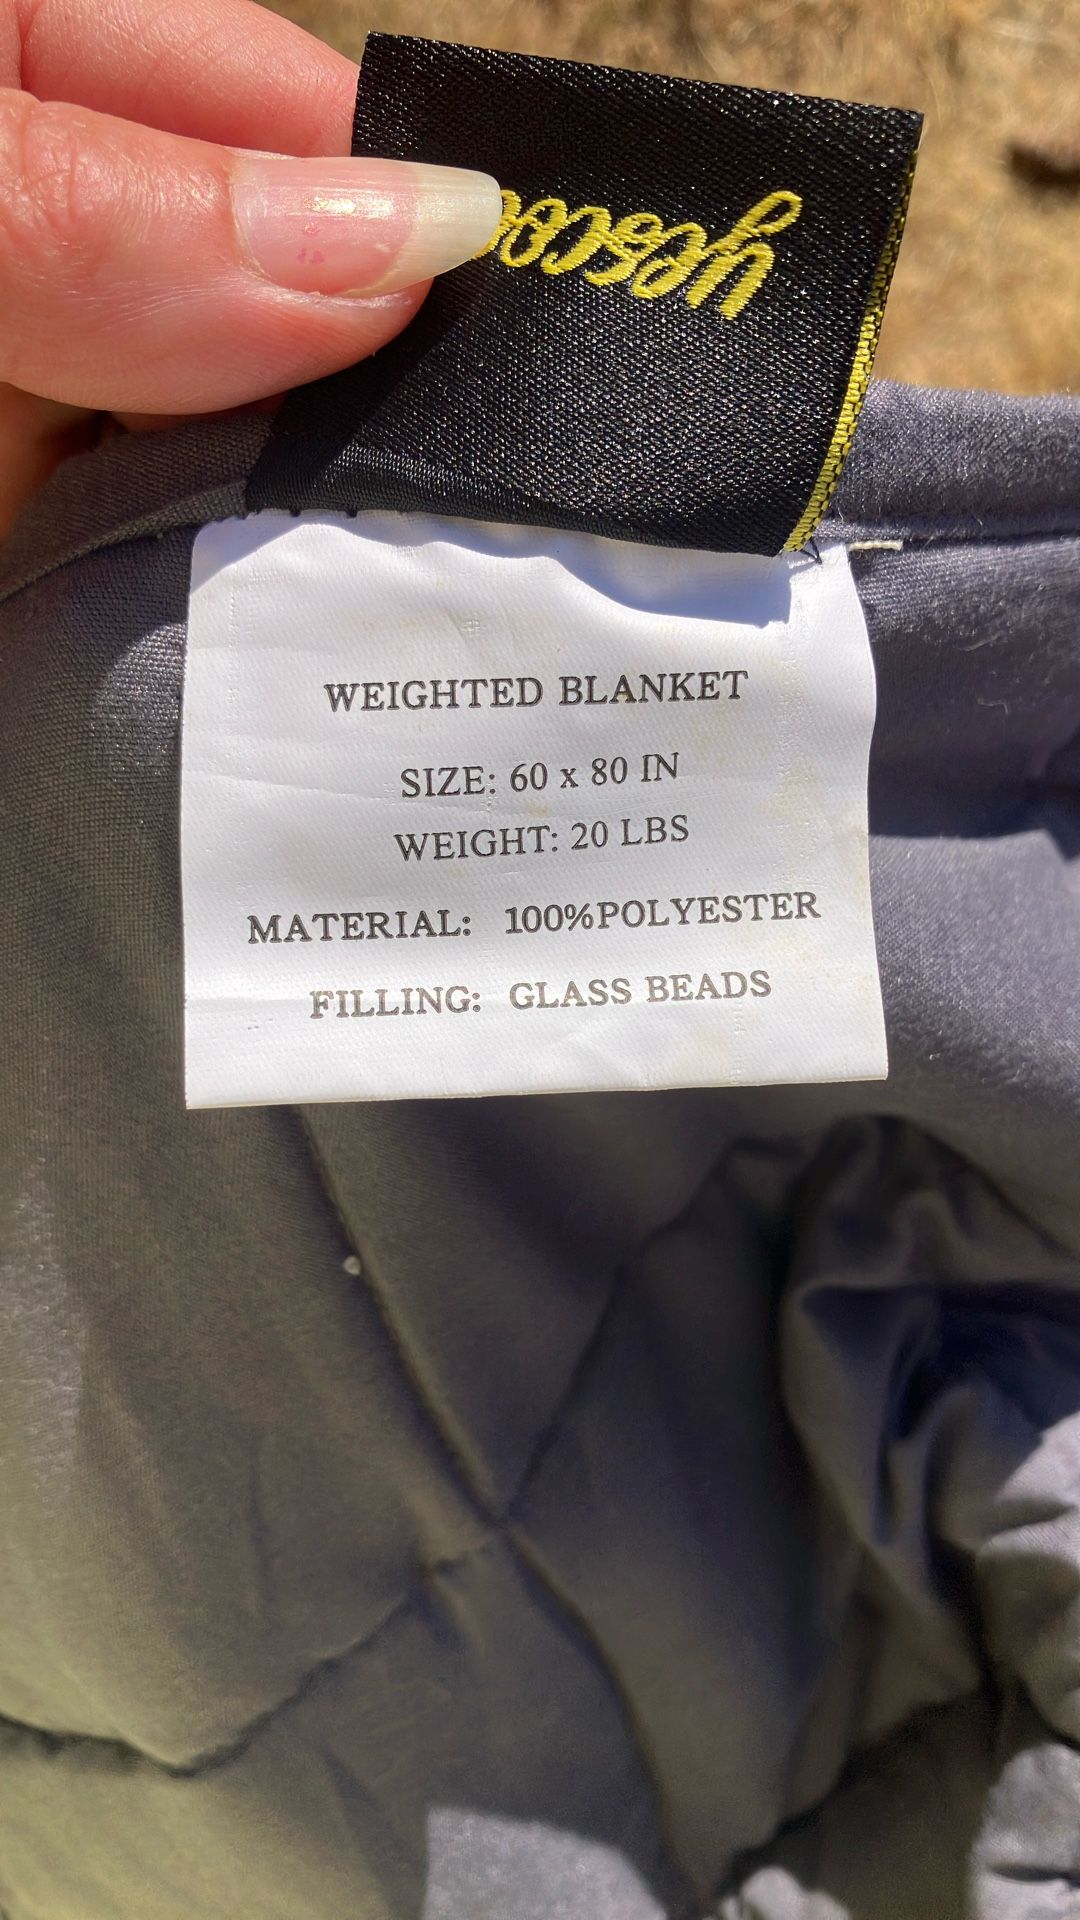 WEIGHTED BLANKET
SIZE: 60 x 80 IN
WEIGHT: 20 LBS
MATERIAL: 100%POLYESTER
FILLING: GLASS BEADS